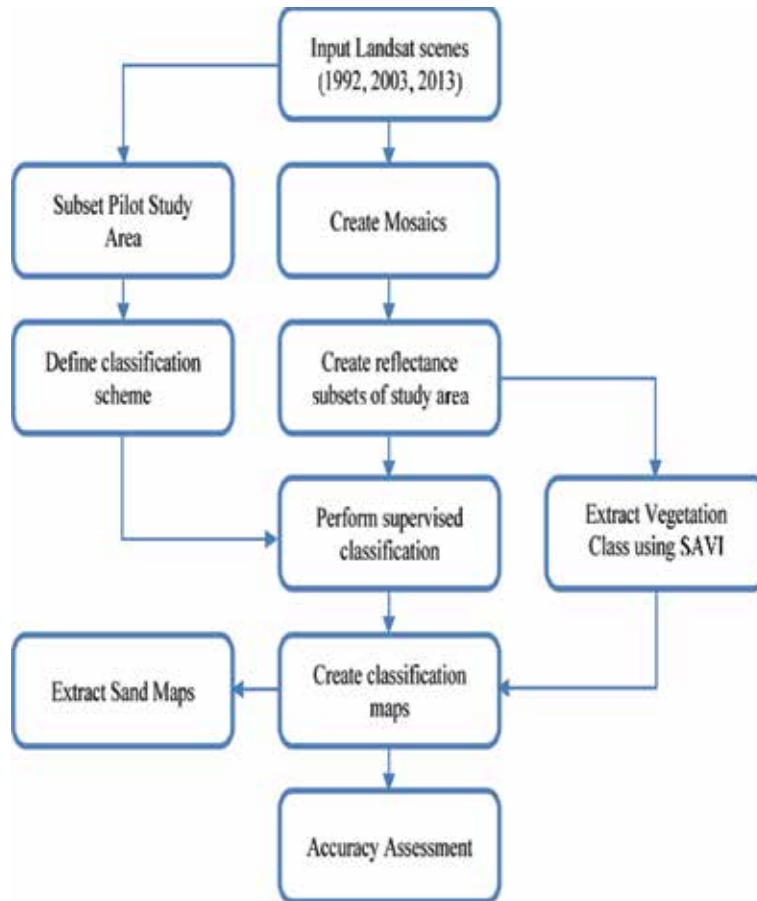 Input Landsat scenes
(1992, 2003, 2013)
Subset Pilot Study
Area
Create Mosaics
Define classification
scheme
Create reflectance
subsets of study area
Perform supervised
classification
Extract Vegetation
Class using SAVI
Extract Sand Maps
Create classification
maps
Accuracy Assessment